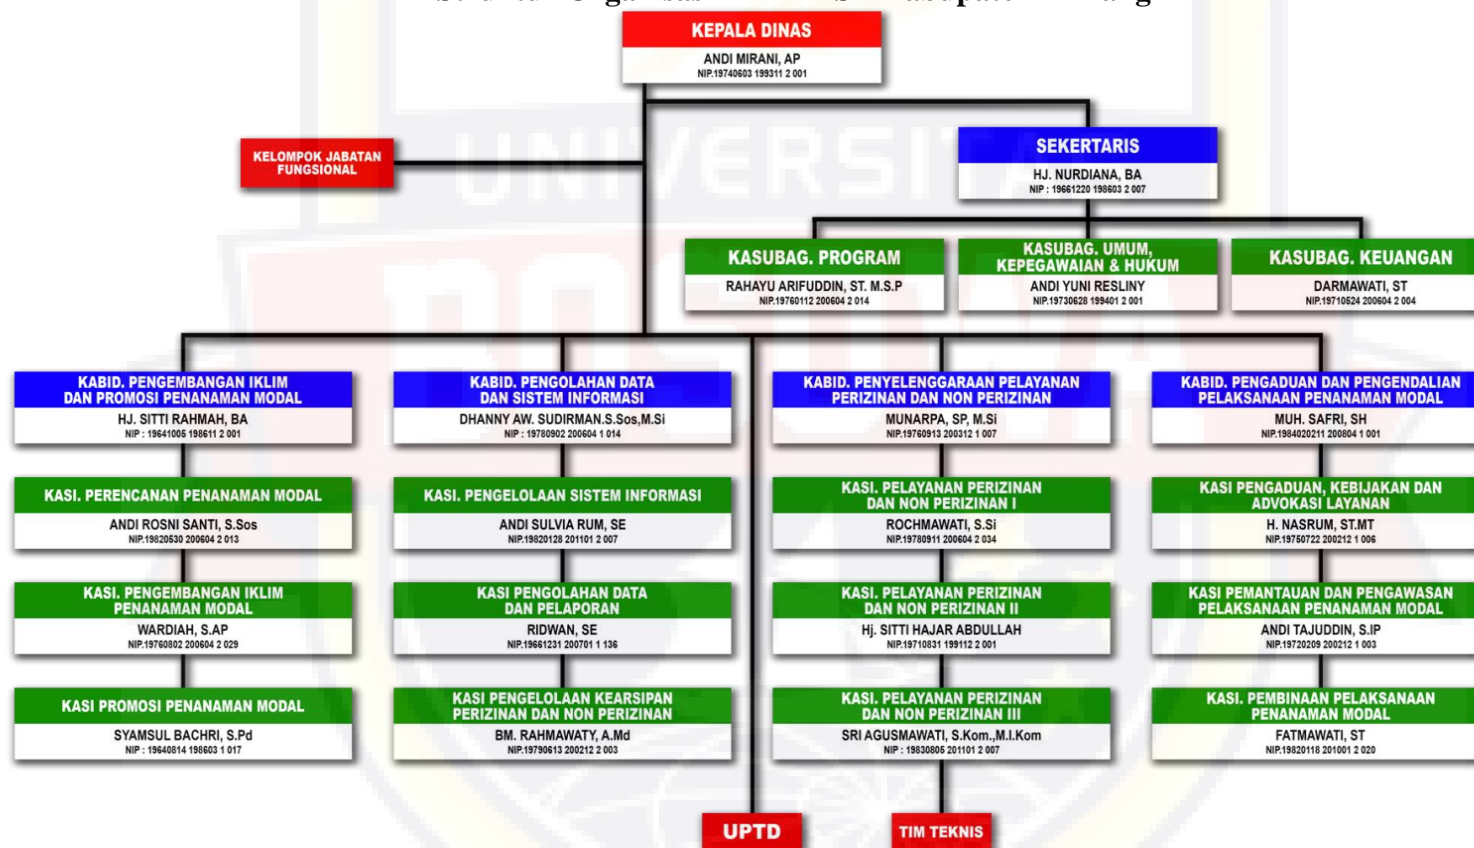 KEPALA DINAS
ANDI MIRANI, AP
NIP.19740603 199311 2 001
KELOMPOK JABATAN
FUNGSIONAL
SEKERTARIS
HJ. NURDIANA, BA
NIP : 19661220 198603 2 007
KASUBAG. PROGRAM
RAHAYU ARIFUDDIN, ST. M.S.P
NIP.19760112 200604 2 014
KASUBAG. UMUM,
KEPEGAWAIAN & HUKUM
ANDI YUNI RESLINY
NIP.19730628 199401 2 001
KASUBAG. KEUANGAN
DARMAWATI, ST
NIP.19710524 200604 2 004
KABID. PENGEMBANGAN IKLIM
DAN PROMOSI PENANAMAN MODAL
HJ. SITTI RAHMAH, BA
NIP : 19641005 198611 2 001
KASI. PERENCANAN PENANAMAN MODAL
ANDI ROSNI SANTI, S.Sos
NIP.19820530 200604 2 013
KASI. PENGEMBANGAN IKLIM
PENANAMAN MODAL
WARDIAH, S.AP
NIP.19760802 200604 2 029
KASI PROMOSI PENANAMAN MODAL
SYAMSUL BACHRI, S.Pd
NIP : 19640814 198603 1 017
KABID. PENGOLAHAN DATA
DAN SISTEM INFORMASI
DHANNY AW. SUDIRMAN.S.Sos,M.Si
NIP : 19780902 200604 1 014
KASI. PENGELOLAAN SISTEM INFORMASI
ANDI SULVIA RUM, SE
NIP.19820128 201101 2 007
KASI PENGOLAHAN DATA
DAN PELAPORAN
RIDWAN, SE
NIP.19661231 200701 1 136
KASI PENGELOLAAN KEARSIPAN
PERIZINAN DAN NON PERIZINAN
BM. RAHMAWATY, A.Md
NIP.19790613 200212 2 003
KABID. PENYELENGGARAAN PELAYANAN
PERIZINAN DAN NON PERIZINAN
MUNARPA, SP, M.Si
NIP.19760913 200312 1 007
KASI. PELAYANAN PERIZINAN
DAN NON PERIZINAN I
ROCHMAWATI, S.Si
NIP.19780911 200604 2 034
KASI. PELAYANAN PERIZINAN
DAN NON PERIZINAN II
Hj. SITTI HAJAR ABDULLAH
NIP.19710831 199112 2 001
KASI. PELAYANAN PERIZINAN
DAN NON PERIZINAN III
SRI AGUSMAWATI, S.Kom.,M.I.Kom
NIP : 19830805 201101 2 007
KABID. PENGADUAN DAN PENGENDALIAN
PELAKSANAAN PENANAMAN MODAL
MUH. SAFRI, SH
NIP.1984020211 200804 1 001
KASI PENGADUAN, KEBIJAKAN DAN
ADVOKASI LAYANAN
H. NASRUM, ST.MT
NIP.19750722 200212 1 006
KASI PEMANTAUAN DAN PENGAWASAN
PELAKSANAAN PENANAMAN MODAL
ANDI TAJUDDIN, S.IP
NIP.19720209 200212 1 003
KASI. PEMBINAAN PELAKSANAAN
PENANAMAN MODAL
FATMAWATI, ST
NIP.19820118 201001 2 020
UPTD
TIM TEKNIS
UNIVERSITA
BOSOWA